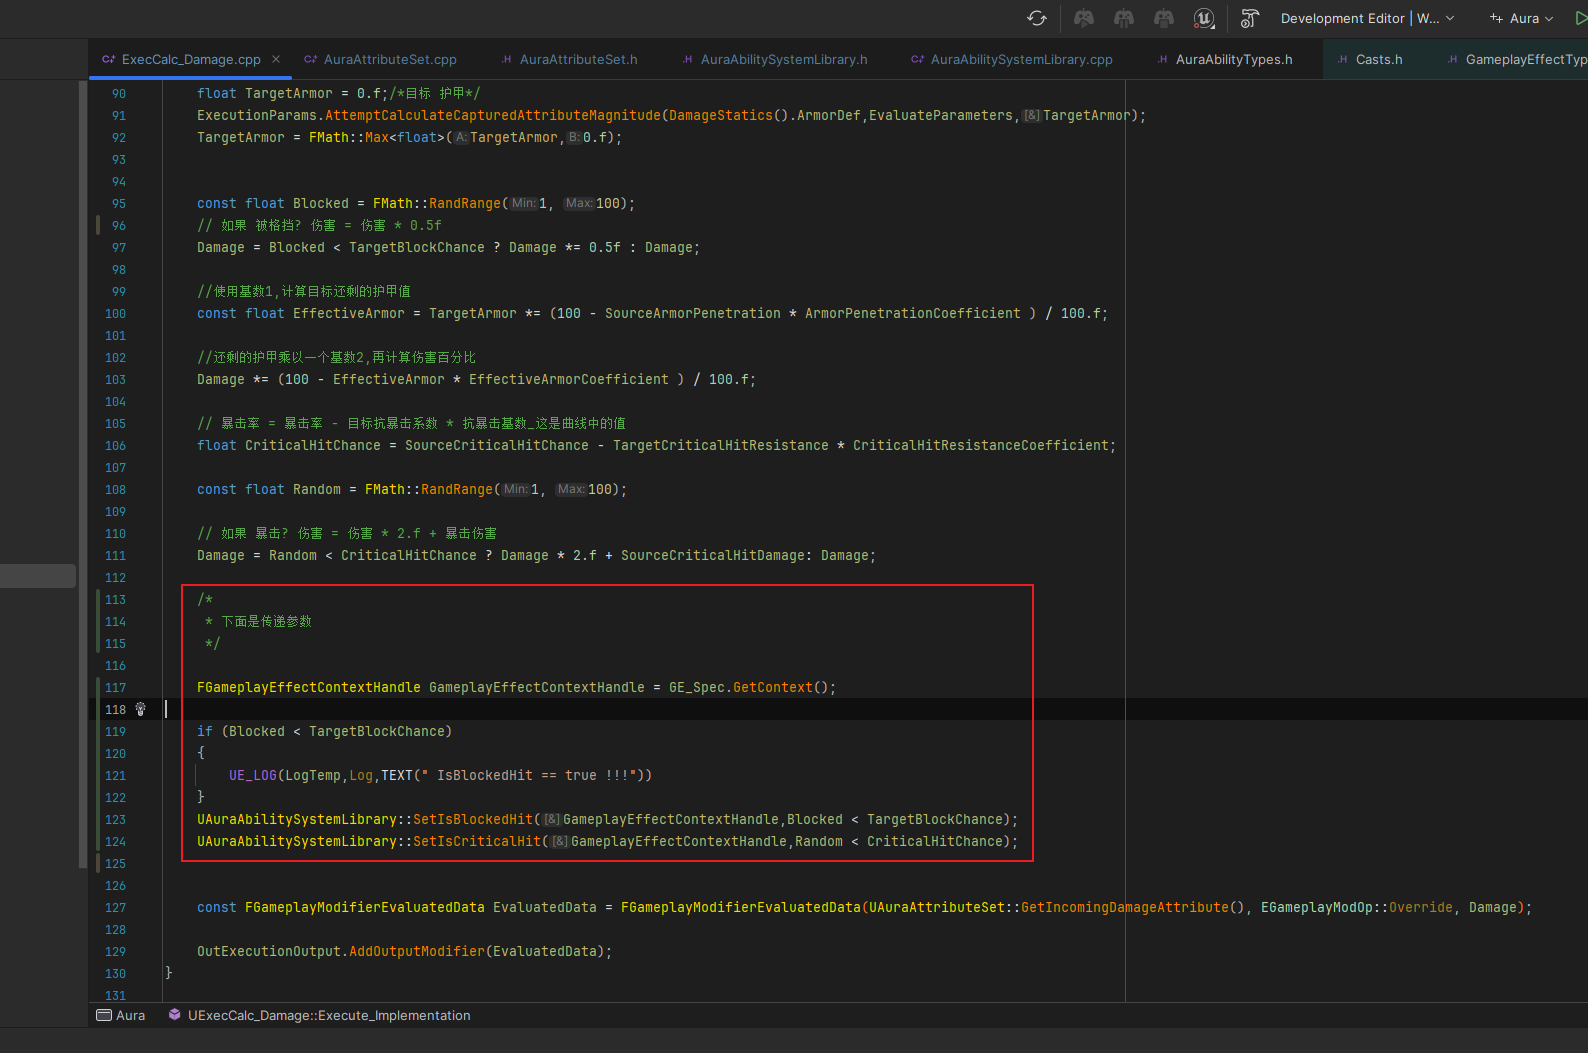 Development Editor | W...
Aura
ExecCalc_Damage.cpp
AuraAttributeSet.cpp
AuraAttributeSet.h
AuraAbilitySystemLibrary.h
AuraAbilitySystemLibrary.cpp
AuraAbilityTypes.h
Casts.h
GameplayEffectTyp
90 float TargetArmor = 0.f;/*目标 护甲*/
91 ExecutionParams.AttemptCalculateCapturedAttributeMagnitude(DamageStatics().ArmorDef,EvaluateParameters,[&]TargetArmor);
92 TargetArmor = FMath::Max<float>(A:TargetArmor,B:0.f);
93
94
95 const float Blocked = FMath::RandRange(Min:1, Max:100);
96 // 如果 被格挡? 伤害 = 伤害 * 0.5f
97 Damage = Blocked < TargetBlockChance ? Damage *= 0.5f : Damage;
98
99 //使用基数1,计算目标还剩的护甲值
100 const float EffectiveArmor = TargetArmor *= (100 - SourceArmorPenetration * ArmorPenetrationCoefficient ) / 100.f;
101
102 //还剩的护甲乘以一个基数2,再计算伤害百分比
103 Damage *= (100 - EffectiveArmor * EffectiveArmorCoefficient ) / 100.f;
104
105 // 暴击率 = 暴击率 - 目标抗暴击系数 * 抗暴击基数_这是曲线中的值
106 float CriticalHitChance = SourceCriticalHitChance - TargetCriticalHitResistance * CriticalHitResistanceCoefficient;
107
108 const float Random = FMath::RandRange(Min:1, Max:100);
109
110 // 如果 暴击? 伤害 = 伤害 * 2.f + 暴击伤害
111 Damage = Random < CriticalHitChance ? Damage * 2.f + SourceCriticalHitDamage: Damage;
112
113 /*
114 * 下面是传递参数
115 */
116
117 FGameplayEffectContextHandle GameplayEffectContextHandle = GE_Spec.GetContext();
118
119 if (Blocked < TargetBlockChance)
120 {
121 UE_LOG(LogTemp,Log,TEXT(" IsBlockedHit == true !!!"))
122 }
123 UAuraAbilitySystemLibrary::SetIsBlockedHit([&]GameplayEffectContextHandle,Blocked < TargetBlockChance);
124 UAuraAbilitySystemLibrary::SetIsCriticalHit([&]GameplayEffectContextHandle,Random < CriticalHitChance);
125
126
127 const FGameplayModifierEvaluatedData EvaluatedData = FGameplayModifierEvaluatedData(UAuraAttributeSet::GetIncomingDamageAttribute(), EGameplayModOp::Override, Damage);
128
129 OutExecutionOutput.AddOutputModifier(EvaluatedData);
130 }
131
Aura
UExecCalc_Damage::Execute_Implementation